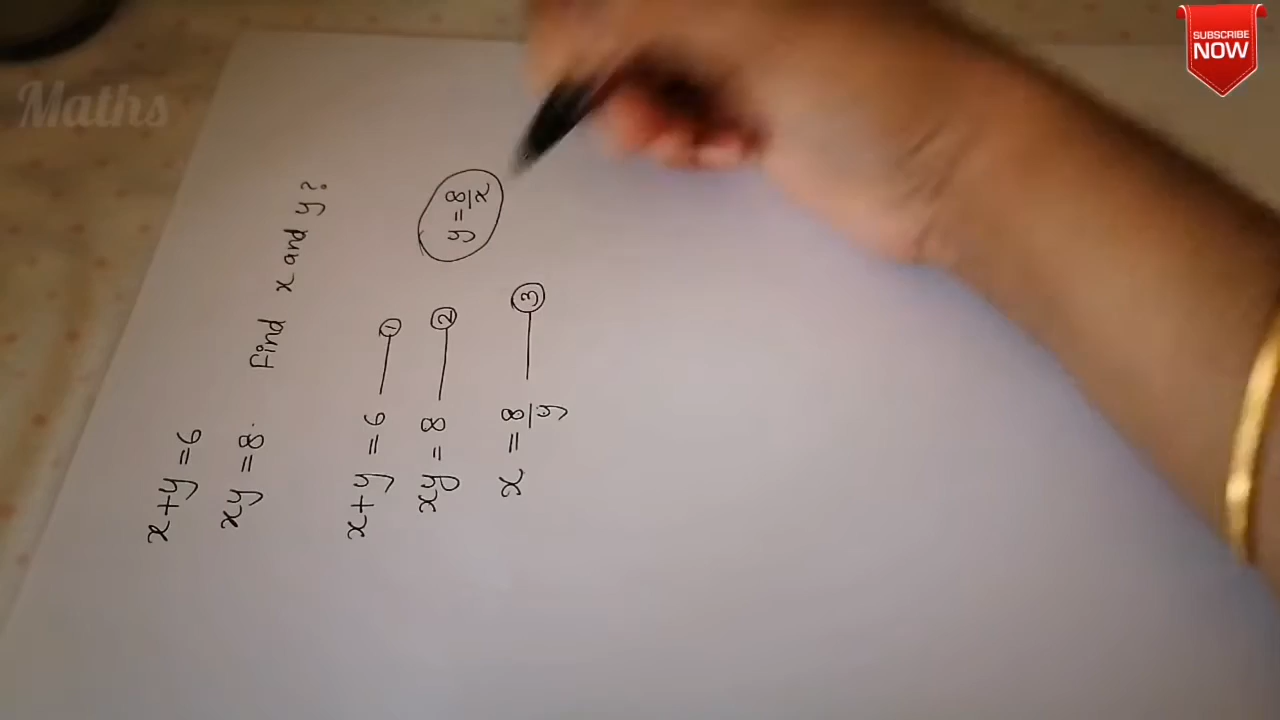 Maths
SUBSCRIBE
NOW
x+y=6
xy=8. Find x and y?
x+y=6 ——①
xy=8 ——②
y=8/x
x=8/y ——③